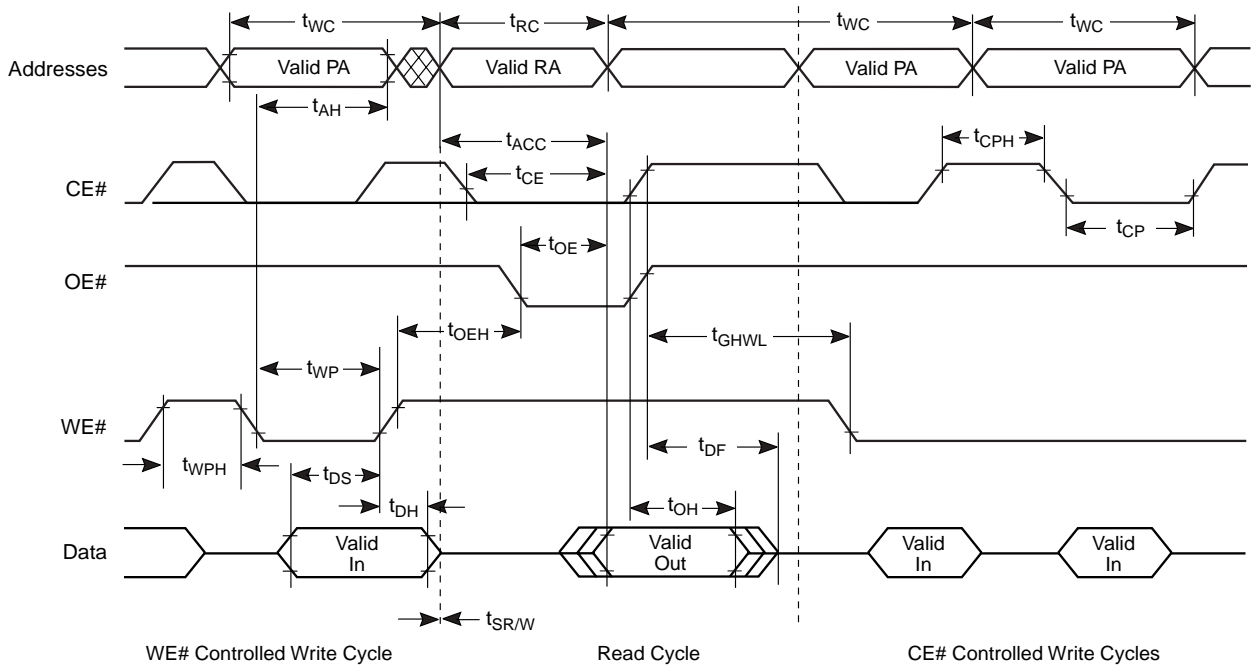 tWC tRC tWC tWC
Addresses Valid PA Valid RA Valid PA Valid PA
tAH
tACC tCPH
CE# tCE
tOE tCP
OE#
tOEH tGHWL
tWP
WE#
tWPH tDS tDF
tDH tOH
Data Valid In Valid Out Valid In Valid In
tSR/W
WE# Controlled Write Cycle Read Cycle CE# Controlled Write Cycles